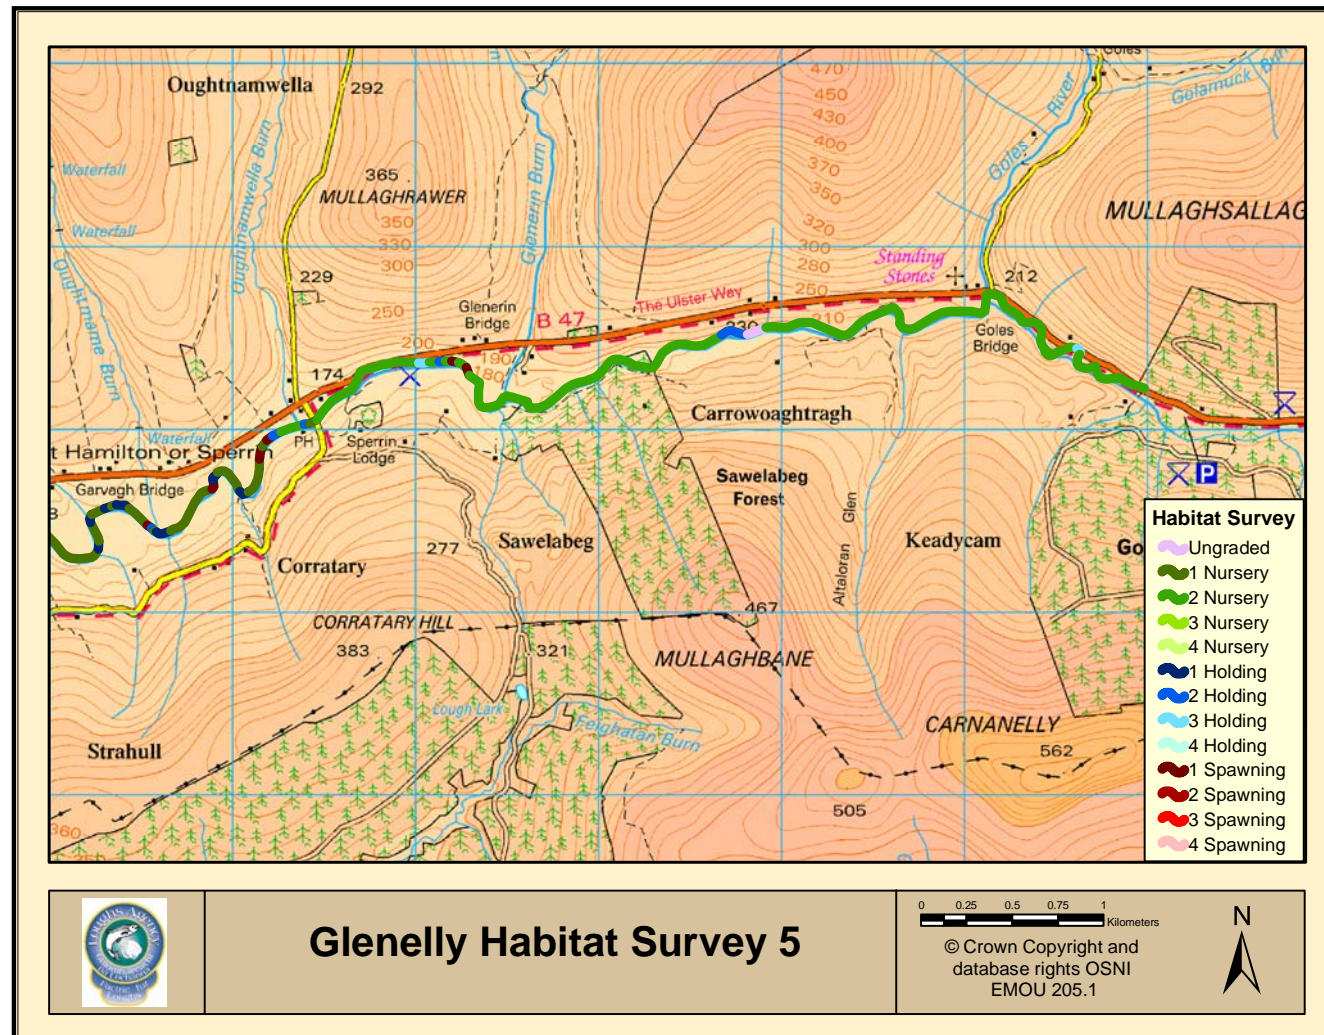 Oughtnamwella
292
470
450
430
400
370
350
320
300
280
250
210
Goles
River
Golamuck Burn
Waterfall
365
MULLAGHRAWER
350
330
300
Oughtnamwella Burn
Glenerin Burn
MULLAGHSALLAG
Waterfall
Oughtmame Burn
229
Standing
Stones
212
250
Glenerin
Bridge
B 47
The Ulster Way
230
200
190
180
Goles
Bridge
174
Carrowoaghtragh
Waterfall
PH
Sperrin
Lodge
t Hamilton or Sperrin
Garvagh Bridge
Sawelabeg
Forest
P
3
277
Sawelabeg
Altaloran Glen
Keadycam
Go
Corratary
467
CORRATARY HILL
383
321
MULLAGHBANE
Lough Lark
Feighatan Burn
CARNANELLY
562
Strahull
505
360
Habitat Survey
Ungraded
1 Nursery
2 Nursery
3 Nursery
4 Nursery
1 Holding
2 Holding
3 Holding
4 Holding
1 Spawning
2 Spawning
3 Spawning
4 Spawning
Loughs Agency
Glenelly Habitat Survey 5
0 0.25 0.5 0.75 1
Kilometers
© Crown Copyright and
database rights OSNI
EMOU 205.1
N